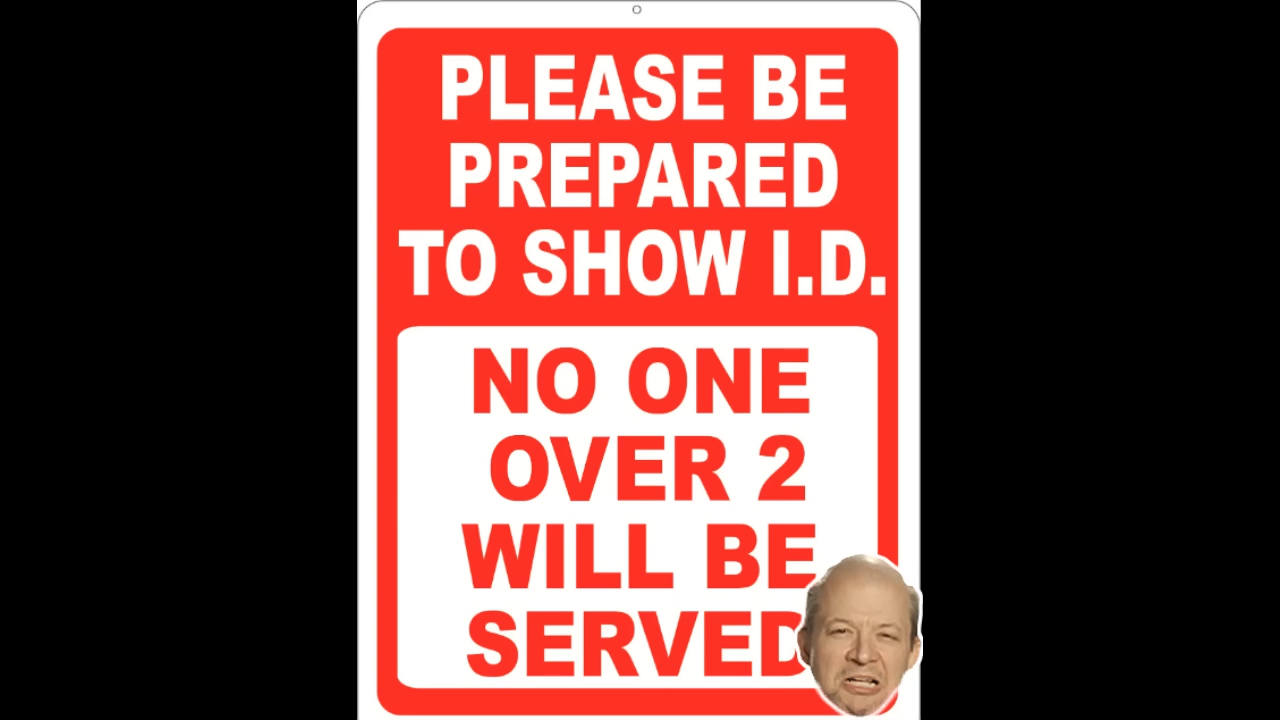 PLEASE BE
PREPARED
TO SHOW I.D.
NO ONE
OVER 2
WILL BE
SERVED